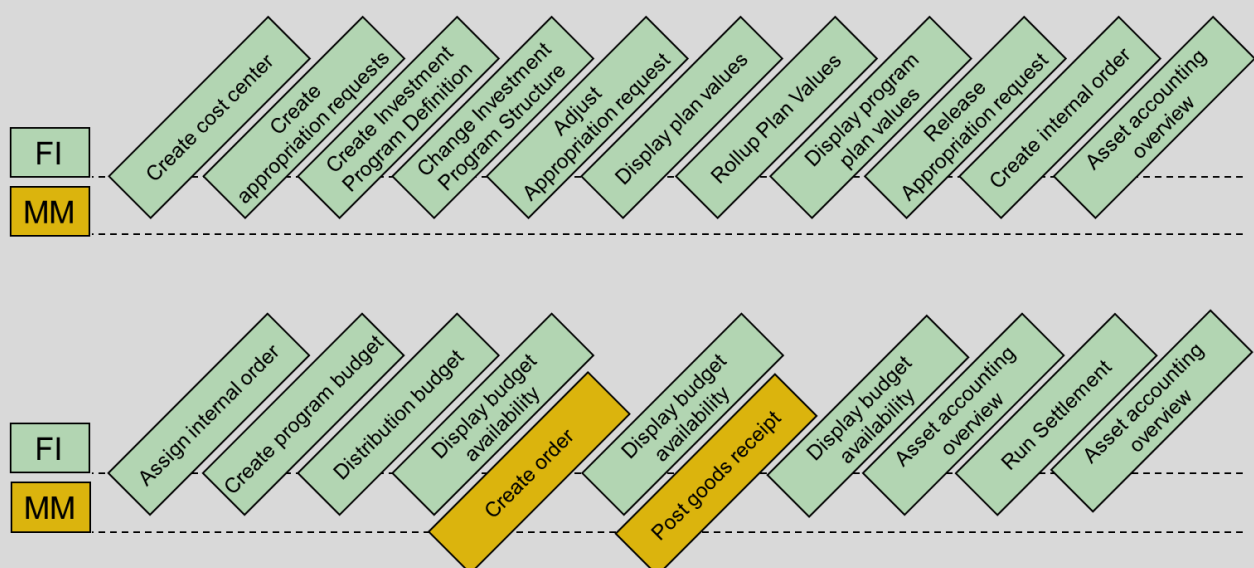 Create cost center
Create
appropriation requests
Create Investment
Program Definition
Change Investment
Program Structure
Adjust
Appropriation request
Display plan values
Rollup Plan Values
Display program
plan values
Release
Appropriation request
Create internal order
Asset accounting
overview
FI
MM
Assign internal order
Create program budget
Distribution budget
Display budget
availability
Create order
Display budget
availability
Post goods receipt
Display budget
availability
Asset accounting
overview
Run Settlement
Asset accounting
overview
FI
MM